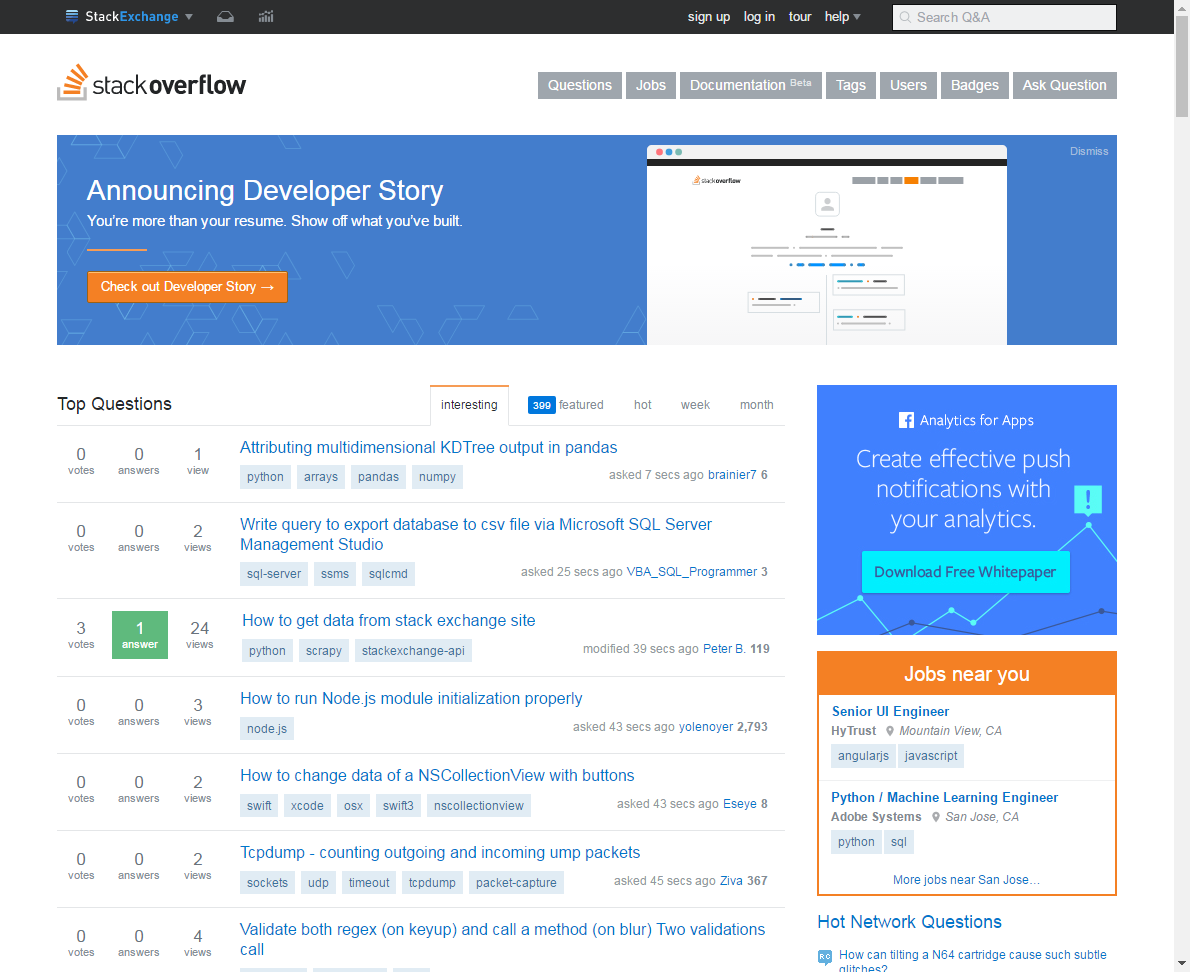 StackExchange
sign up log in tour help
Search Q&A
stackoverflow
Questions Jobs Documentation Beta Tags Users Badges Ask Question
Dismiss
Announcing Developer Story
You're more than your resume. Show off what you've built.
Check out Developer Story →
stackoverflow
Top Questions
interesting 399 featured hot week month
0 votes 0 answers 1 view
Attributing multidimensional KDTree output in pandas
python arrays pandas numpy
asked 7 secs ago brainier7 6
0 votes 0 answers 2 views
Write query to export database to csv file via Microsoft SQL Server
Management Studio
sql-server ssms sqlcmd
asked 25 secs ago VBA_SQL_Programmer 3
3 votes 1 answer 24 views
How to get data from stack exchange site
python scrapy stackexchange-api
modified 39 secs ago Peter B. 119
0 votes 0 answers 3 views
How to run Node.js module initialization properly
node.js
asked 43 secs ago yolenoyer 2,793
0 votes 0 answers 2 views
How to change data of a NSCollectionView with buttons
swift xcode osx swift3 nscollectionview
asked 43 secs ago Eseye 8
0 votes 0 answers 2 views
Tcpdump - counting outgoing and incoming ump packets
sockets udp timeout tcpdump packet-capture
asked 45 secs ago Ziva 367
0 votes 0 answers 4 views
Validate both regex (on keyup) and call a method (on blur) Two validations
call
Analytics for Apps
Create effective push
notifications with
your analytics.
Download Free Whitepaper
Jobs near you
Senior UI Engineer
HyTrust Mountain View, CA
angularjs javascript
Python / Machine Learning Engineer
Adobe Systems San Jose, CA
python sql
More jobs near San Jose...
Hot Network Questions
RC How can tilting a N64 cartridge cause such subtle
glitches?